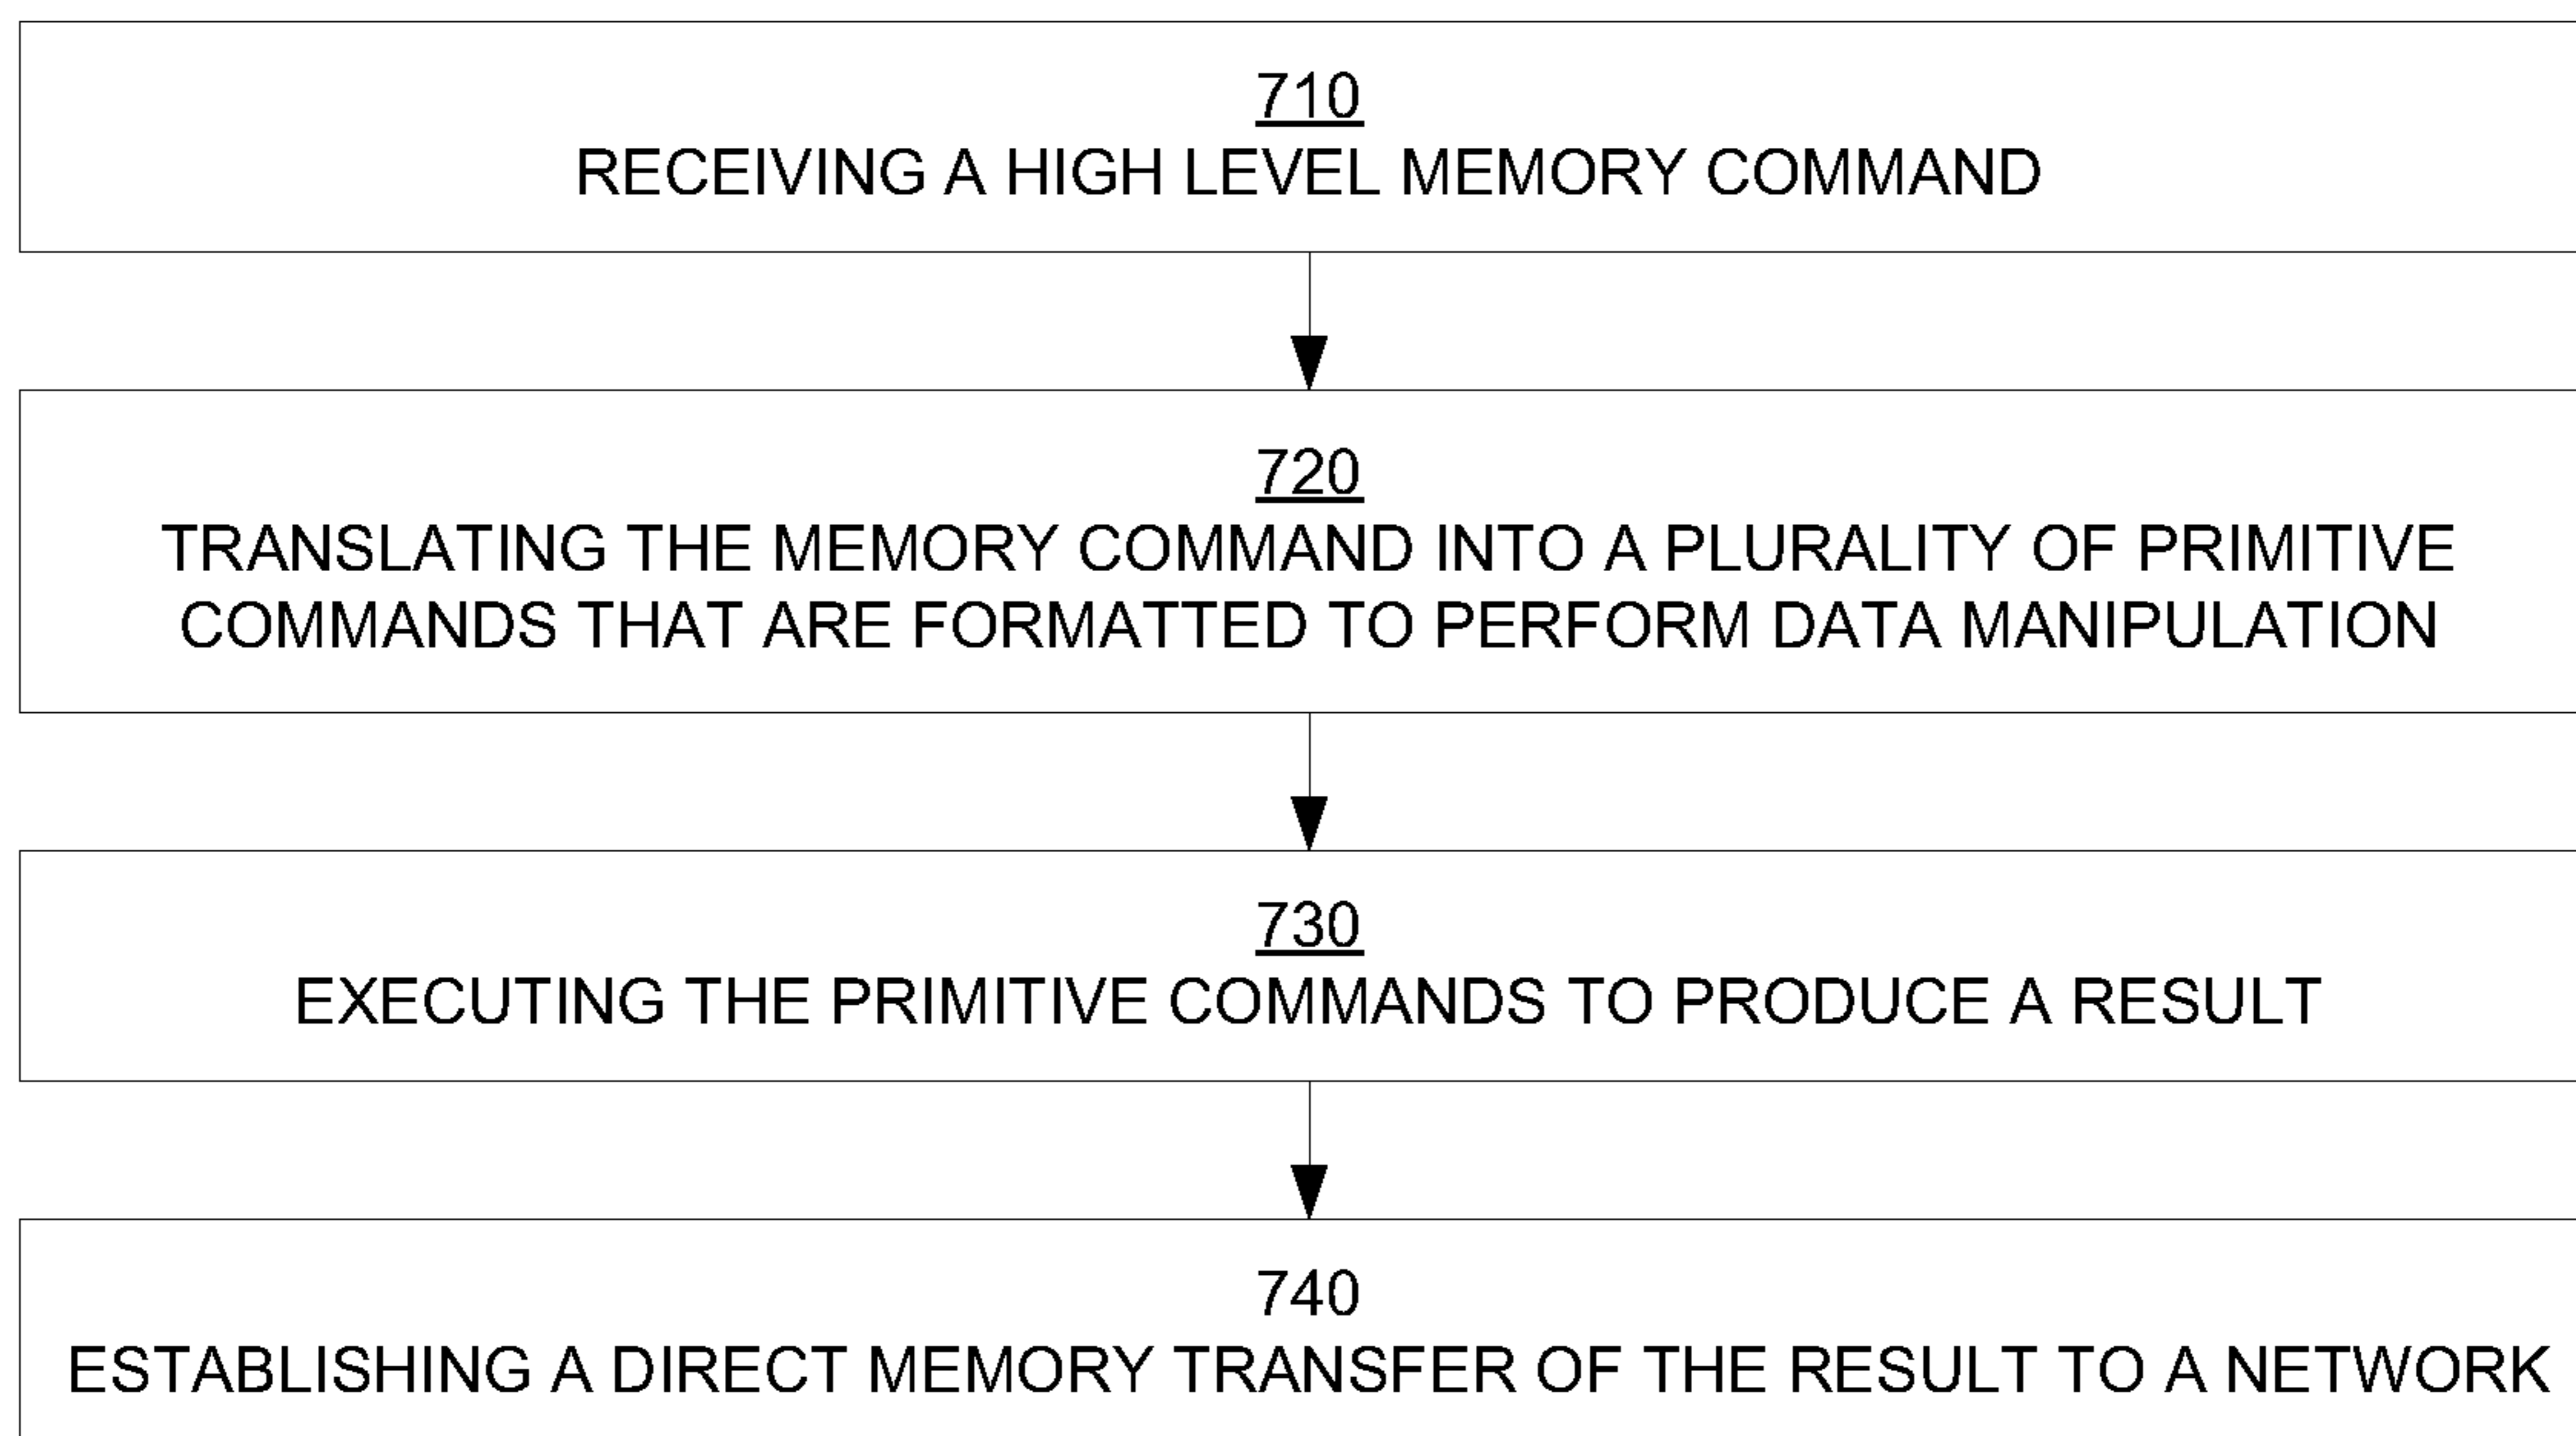 710
RECEIVING A HIGH LEVEL MEMORY COMMAND
720
TRANSLATING THE MEMORY COMMAND INTO A PLURALITY OF PRIMITIVE
COMMANDS THAT ARE FORMATTED TO PERFORM DATA MANIPULATION
730
EXECUTING THE PRIMITIVE COMMANDS TO PRODUCE A RESULT
740
ESTABLISHING A DIRECT MEMORY TRANSFER OF THE RESULT TO A NETWORK